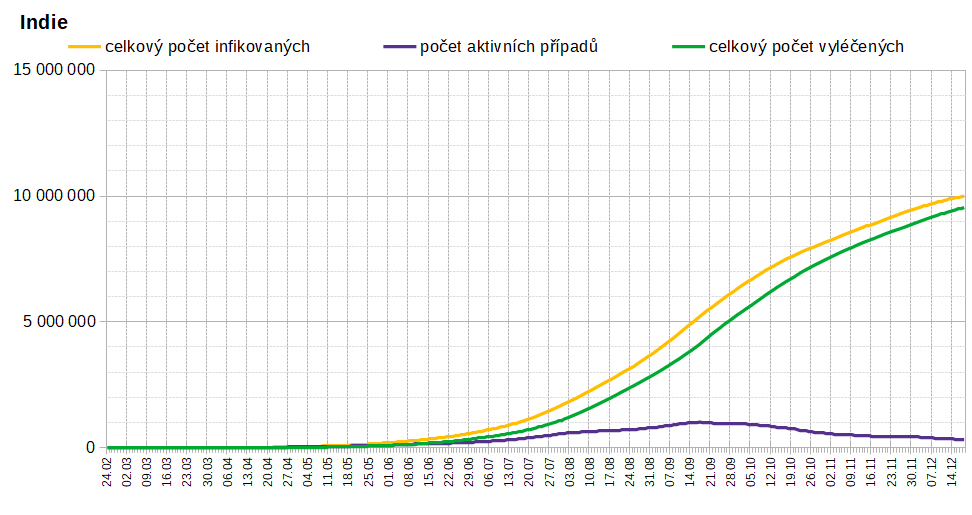 Indie
celkový počet infikovaných počet aktivních případů celkový počet vyléčených
15 000 000
10 000 000
5 000 000
0
24.02 02.03 09.03 16.03 23.03 30.03 06.04 13.04 20.04 27.04 04.05 11.05 18.05 25.05 01.06 08.06 15.06 22.06 29.06 06.07 13.07 20.07 27.07 03.08 10.08 17.08 24.08 31.08 07.09 14.09 21.09 28.09 05.10 12.10 19.10 26.10 02.11 09.11 16.11 23.11 30.11 07.12 14.12